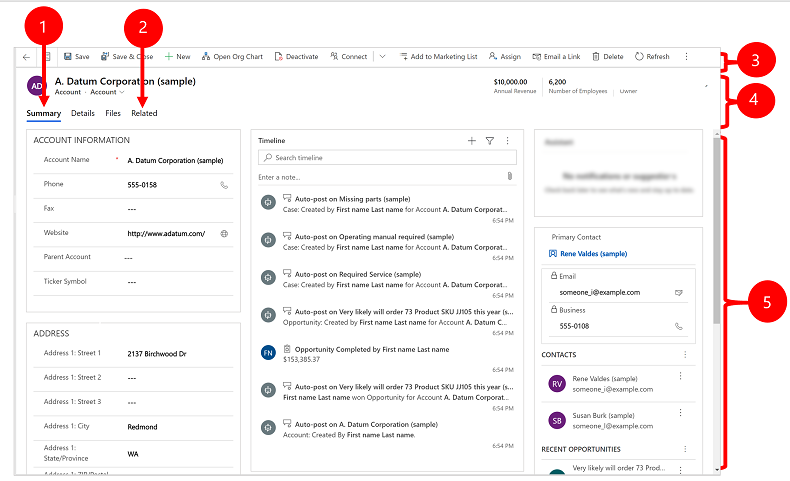 1
2
3
4
5
Save
Save & Close
New
Open Org Chart
Deactivate
Connect
Add to Marketing List
Assign
Email a Link
Delete
Refresh
AD
A. Datum Corporation (sample)
Account · Account
$10,000.00
Annual Revenue
6,200
Number of Employees
Owner
Summary
Details
Files
Related
ACCOUNT INFORMATION
Account Name * A. Datum Corporation (sample)
Phone 555-0158
Fax ---
Website http://www.adatum.com/
Parent Account ---
Ticker Symbol ---
ADDRESS
Address 1: Street 1 2137 Birchwood Dr
Address 1: Street 2 ---
Address 1: Street 3 ---
Address 1: City Redmond
Address 1:
State/Province WA
Address 1: ZIP/Postal
Timeline
Search timeline
Enter a note...
Auto-post on Missing parts (sample)
Case: Created by First name Last name for Account A. Datum Corporat...
6:54 PM
Auto-post on Operating manual required (sample)
Case: Created by First name Last name for Account A. Datum Corporat...
6:54 PM
Auto-post on Required Service (sample)
Case: Created by First name Last name for Account A. Datum Corporat...
6:54 PM
Auto-post on Very likely will order 73 Product SKU JJ105 this year (s...
Opportunity: Created by First name Last name for Account A. Datum C...
6:54 PM
FN
Opportunity Completed by First name Last name
$153,385.37
6:54 PM
Auto-post on Very likely will order 73 Product SKU JJ105 this year (s...
First name Last name won Opportunity for Account A. Datum Corporat...
6:54 PM
Auto-post on A. Datum Corporation (sample)
Account: Created By First name Last name.
6:54 PM
Assistant
Primary Contact
Rene Valdes (sample)
Email
someone_i@example.com
Business
555-0108
CONTACTS
RV
Rene Valdes (sample)
someone_i@example.com
SB
Susan Burk (sample)
someone_l@example.com
RECENT OPPORTUNITIES
Very likely will order 73 Prod...